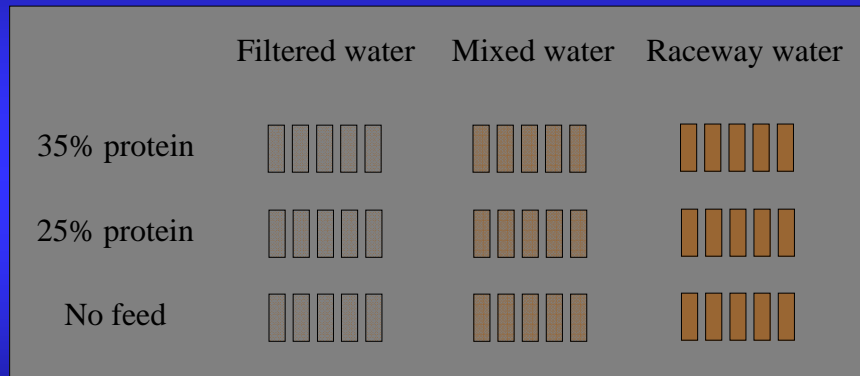 Filtered water Mixed water Raceway water
35% protein
25% protein
No feed